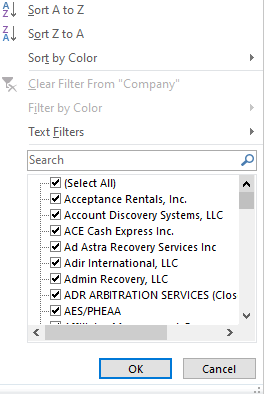 Sort A to Z
Sort Z to A
Sort by Color
Clear Filter From "Company"
Filter by Color
Text Filters
Search
(Select All)
Acceptance Rentals, Inc.
Account Discovery Systems, LLC
ACE Cash Express Inc.
Ad Astra Recovery Services Inc
Adir International, LLC
Admin Recovery, LLC
ADR ARBITRATION SERVICES (Clos
AES/PHEAA
OK Cancel